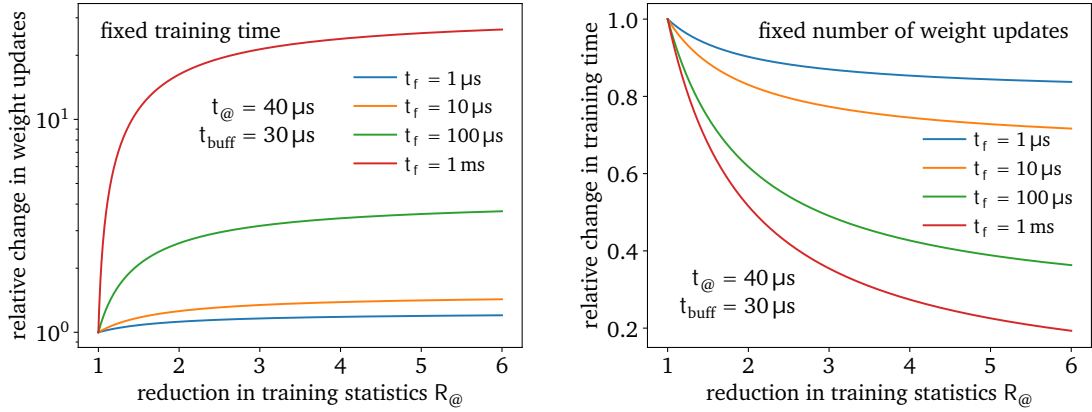 fixed training time
relative change in weight updates
10¹
10⁰
t_f = 1 μs
t_f = 10 μs
t_f = 100 μs
t_f = 1 ms
t_@ = 40 μs
t_buff = 30 μs
1 2 3 4 5 6
reduction in training statistics R_@
fixed number of weight updates
relative change in training time
1.0
0.8
0.6
0.4
0.2
t_f = 1 μs
t_f = 10 μs
t_f = 100 μs
t_f = 1 ms
t_@ = 40 μs
t_buff = 30 μs
1 2 3 4 5 6
reduction in training statistics R_@